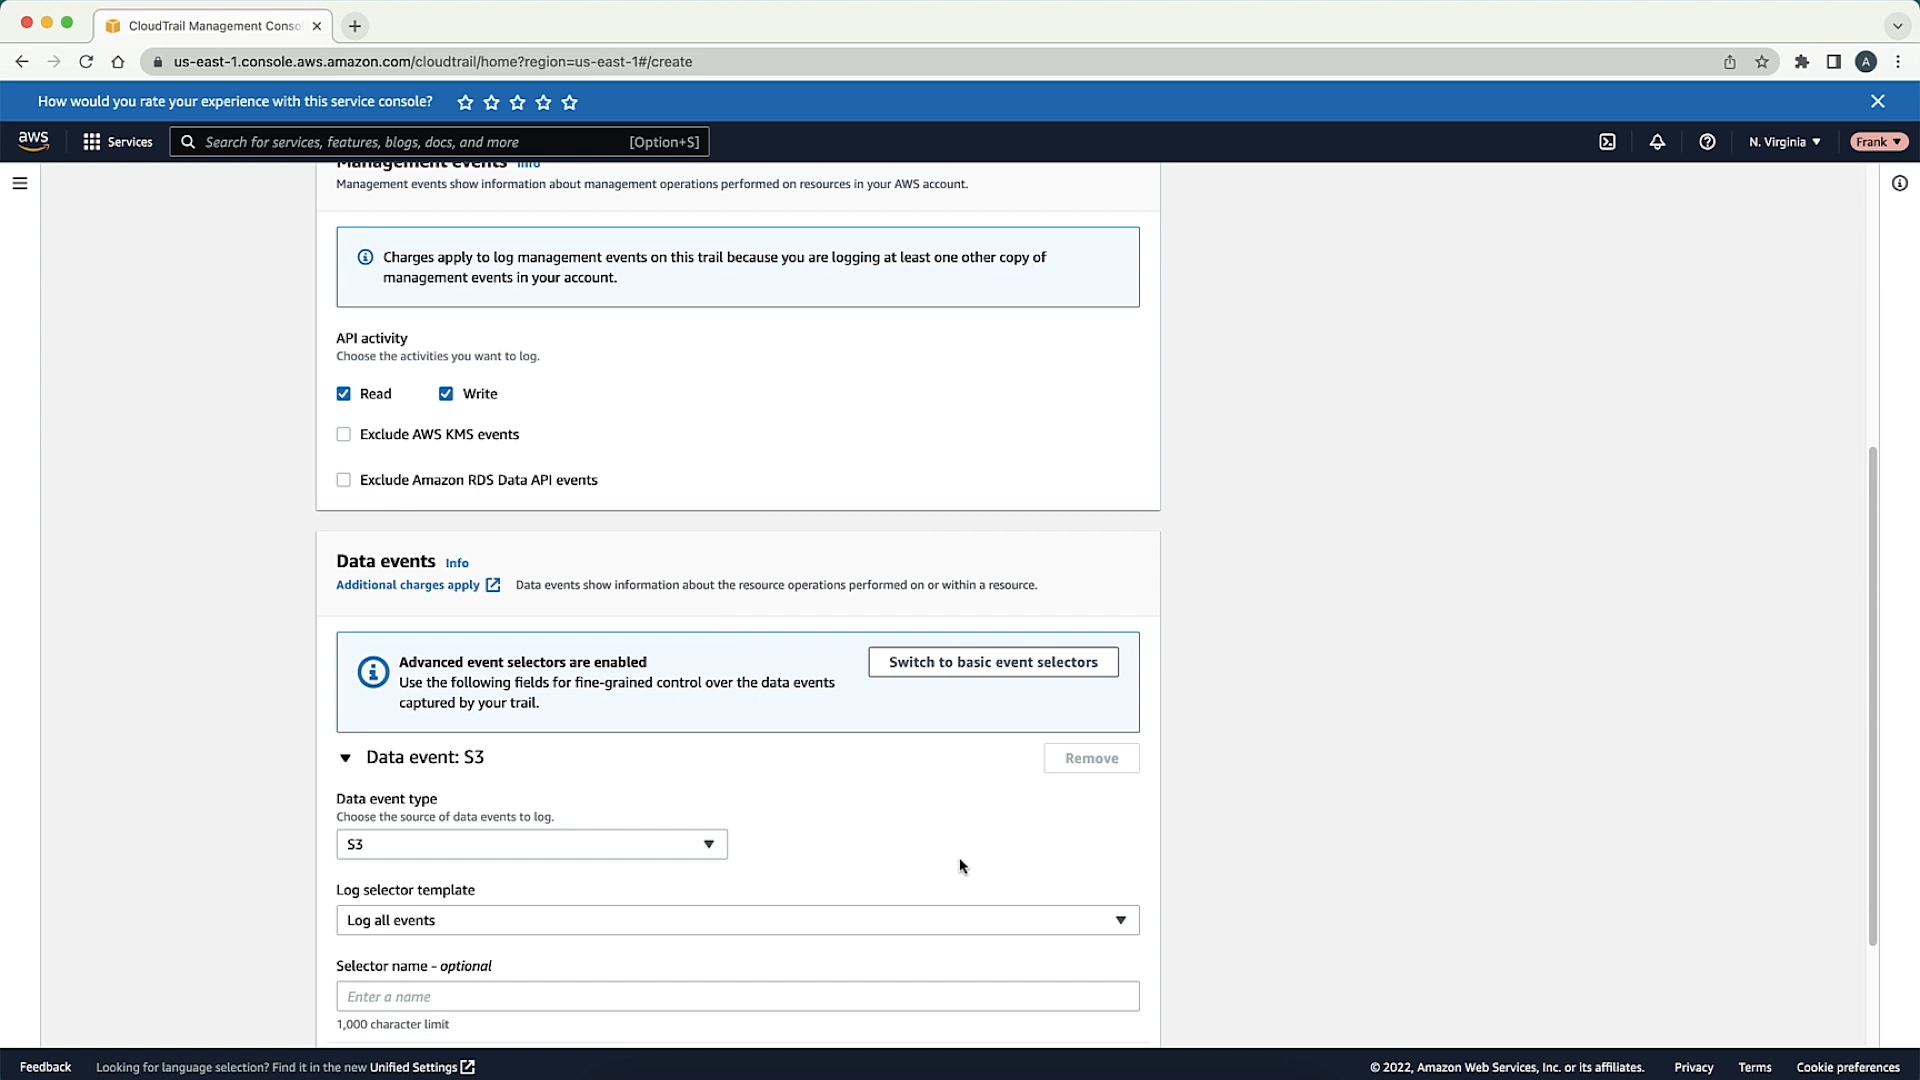 CloudTrail Management Conso
us-east-1.console.aws.amazon.com/cloudtrail/home?region=us-east-1#/create
A
How would you rate your experience with this service console?
aws
Services
Search for services, features, blogs, docs, and more
[Option+S]
N. Virginia
Frank
Management events Info
Management events show information about management operations performed on resources in your AWS account.
Charges apply to log management events on this trail because you are logging at least one other copy of
management events in your account.
API activity
Choose the activities you want to log.
Read
Write
Exclude AWS KMS events
Exclude Amazon RDS Data API events
Data events Info
Additional charges apply
Data events show information about the resource operations performed on or within a resource.
Advanced event selectors are enabled
Use the following fields for fine-grained control over the data events
captured by your trail.
Switch to basic event selectors
Data event: S3
Remove
Data event type
Choose the source of data events to log.
S3
Log selector template
Log all events
Selector name - optional
Enter a name
1,000 character limit
Feedback
Looking for language selection? Find it in the new Unified Settings
© 2022, Amazon Web Services, Inc. or its affiliates.
Privacy
Terms
Cookie preferences